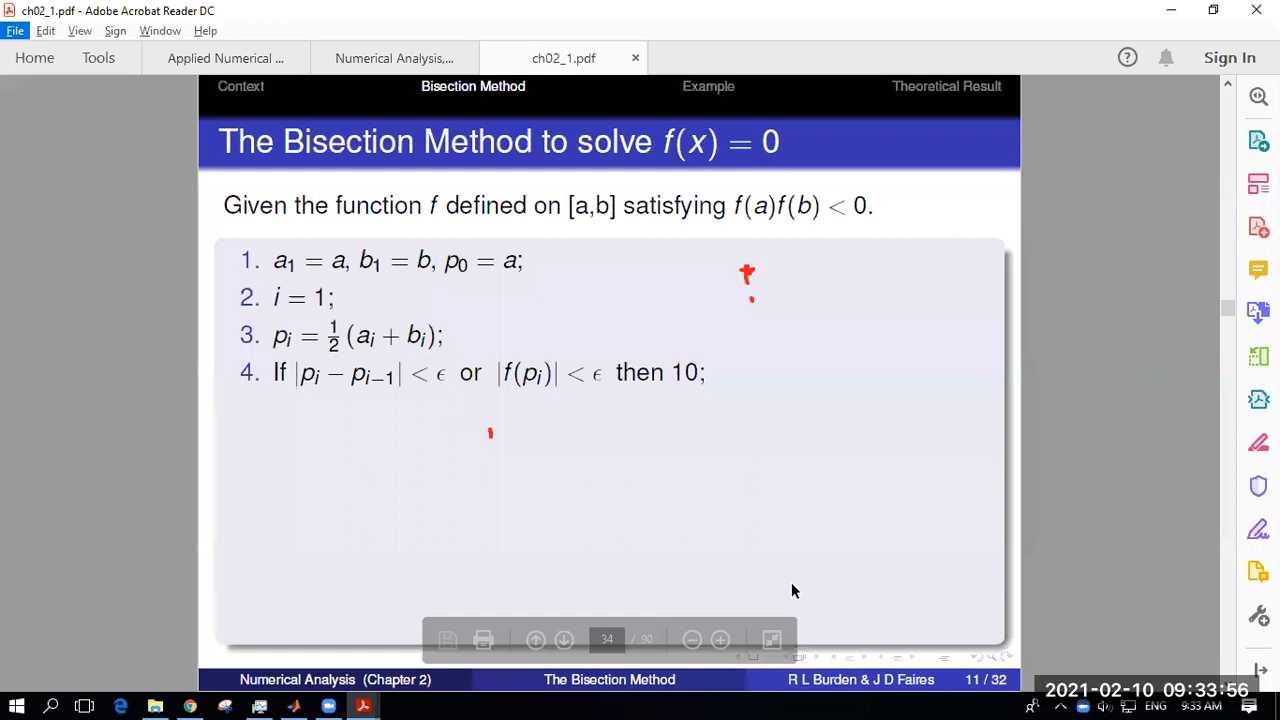 ch02_1.pdf - Adobe Acrobat Reader DC
File Edit View Sign Window Help
Home Tools Applied Numerical ... Numerical Analysis,... ch02_1.pdf × Sign In
Context Bisection Method Example Theoretical Result
The Bisection Method to solve f(x) = 0
Given the function f defined on [a,b] satisfying f(a)f(b) < 0.
1. a₁ = a, b₁ = b, p₀ = a;
2. i = 1;
3. pᵢ = ½ (aᵢ + bᵢ);
4. If |pᵢ − pᵢ₋₁| < ϵ or |f(pᵢ)| < ϵ then 10;
34 / 90
Numerical Analysis (Chapter 2) The Bisection Method R L Burden & J D Faires 11 / 32
2021-02-10 09:33:56
ENG 9:33 AM